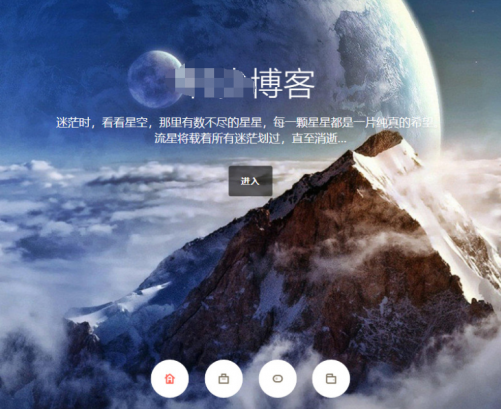 博客
迷茫时，看看星空，那里有数不尽的星星，每一颗星星都是一片纯真的希望，
流星将载着所有迷茫划过，直至消逝...
进入